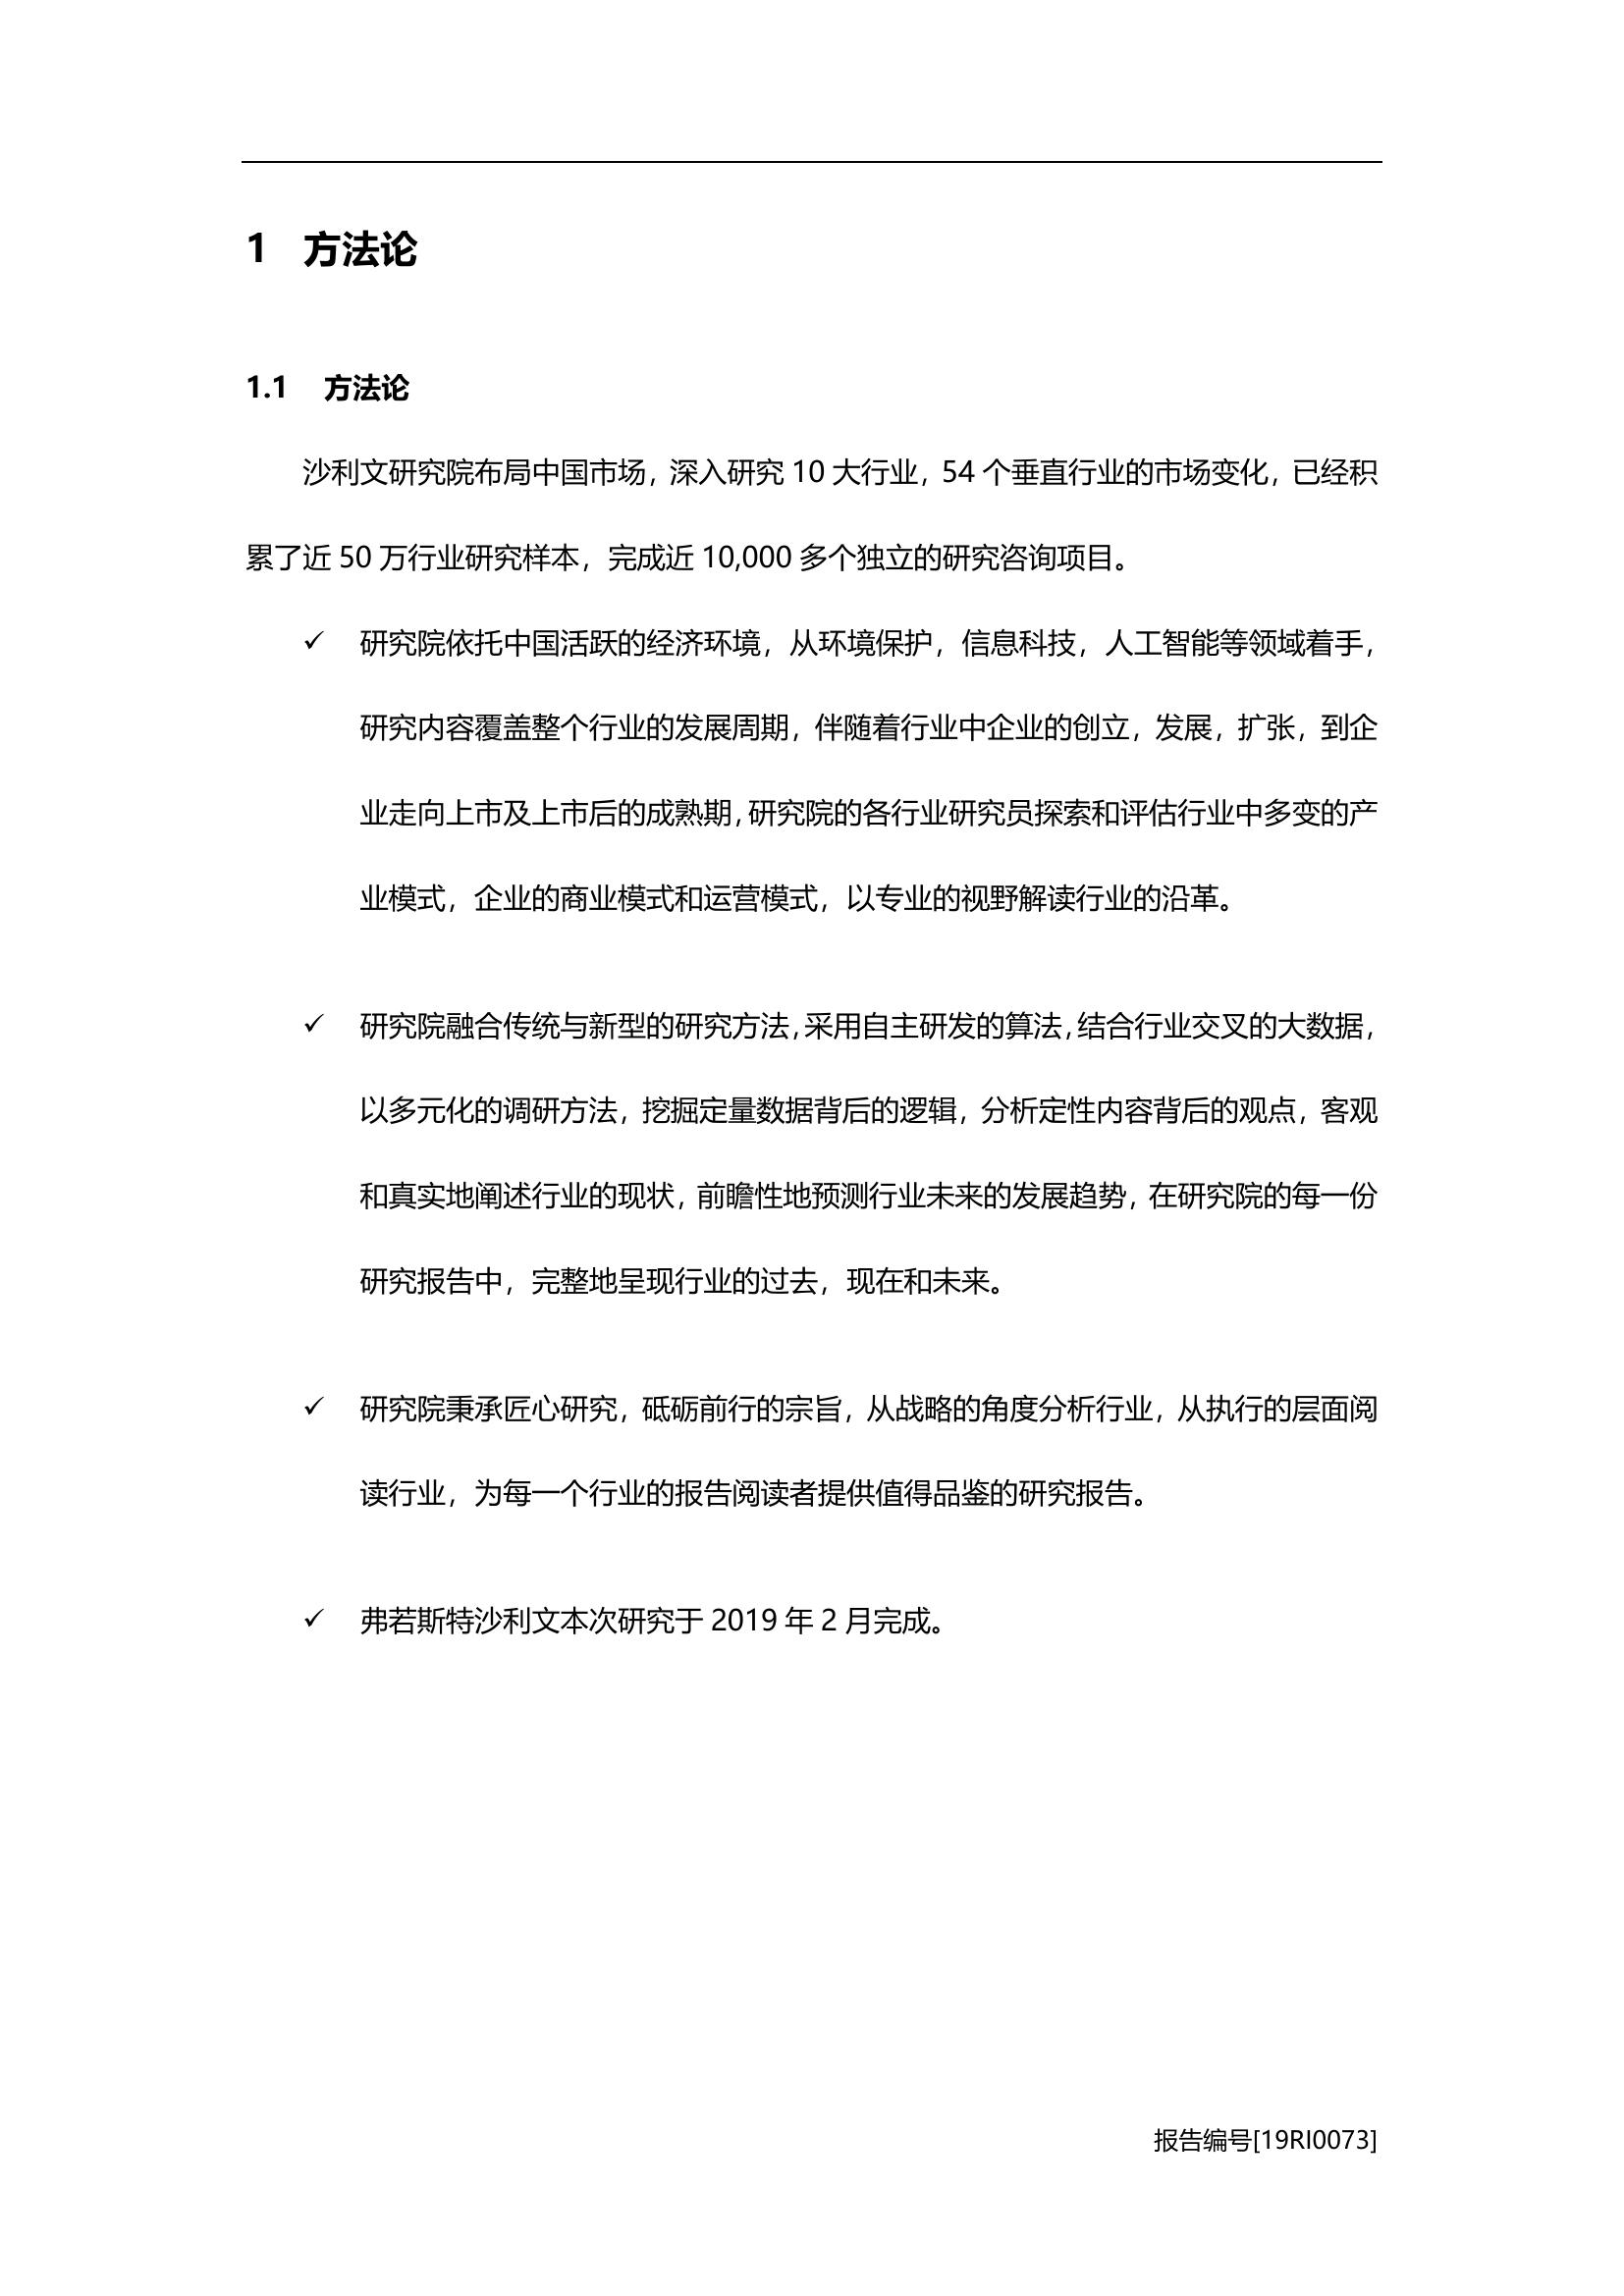 1 方法论
1.1 方法论
沙利文研究院布局中国市场，深入研究 10 大行业，54 个垂直行业的市场变化，已经积
累了近 50 万行业研究样本，完成近 10,000 多个独立的研究咨询项目。
✓ 研究院依托中国活跃的经济环境，从环境保护，信息科技，人工智能等领域着手，
研究内容覆盖整个行业的发展周期，伴随着行业中企业的创立，发展，扩张，到企
业走向上市及上市后的成熟期，研究院的各行业研究员探索和评估行业中多变的产
业模式，企业的商业模式和运营模式，以专业的视野解读行业的沿革。
✓ 研究院融合传统与新型的研究方法，采用自主研发的算法，结合行业交叉的大数据，
以多元化的调研方法，挖掘定量数据背后的逻辑，分析定性内容背后的观点，客观
和真实地阐述行业的现状，前瞻性地预测行业未来的发展趋势，在研究院的每一份
研究报告中，完整地呈现行业的过去，现在和未来。
✓ 研究院秉承匠心研究，砥砺前行的宗旨，从战略的角度分析行业，从执行的层面阅
读行业，为每一个行业的报告阅读者提供值得品鉴的研究报告。
✓ 弗若斯特沙利文本次研究于 2019 年 2 月完成。
报告编号[19RI0073]